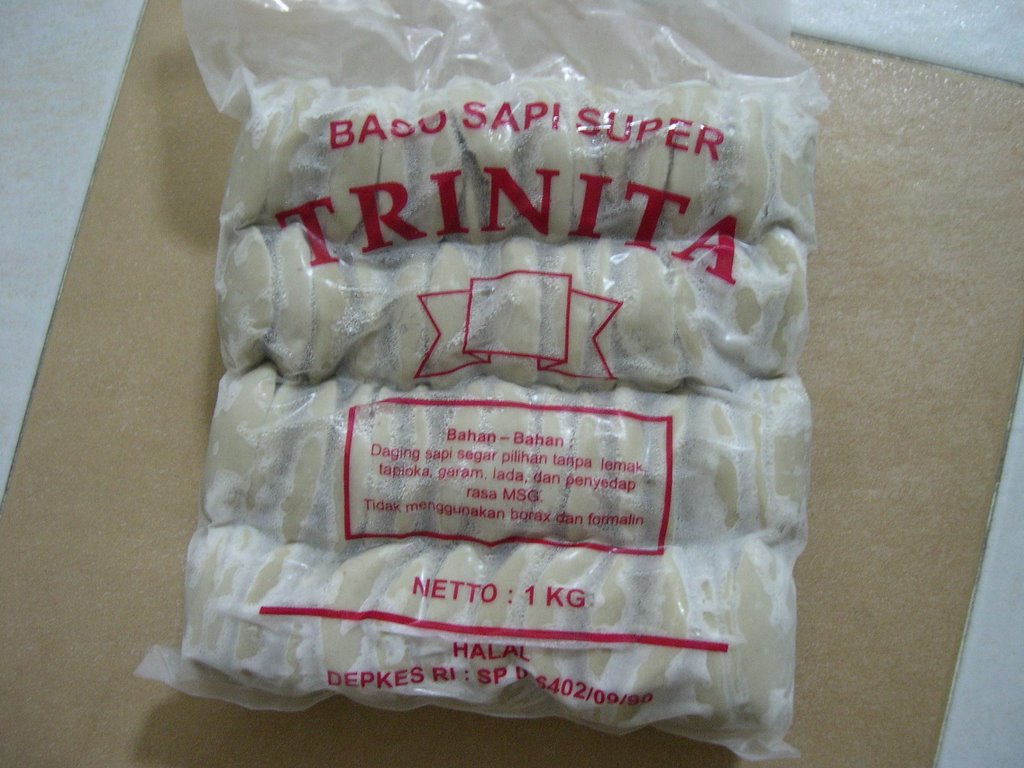 BASO SAPI SUPER
TRINITA
Bahan – Bahan :
Daging sapi segar pilihan tanpa lemak,
tapioka, garam, lada, dan penyedap
rasa MSG.
Tidak menggunakan borax dan formalin
NETTO : 1 KG
HALAL
DEPKES RI : SP